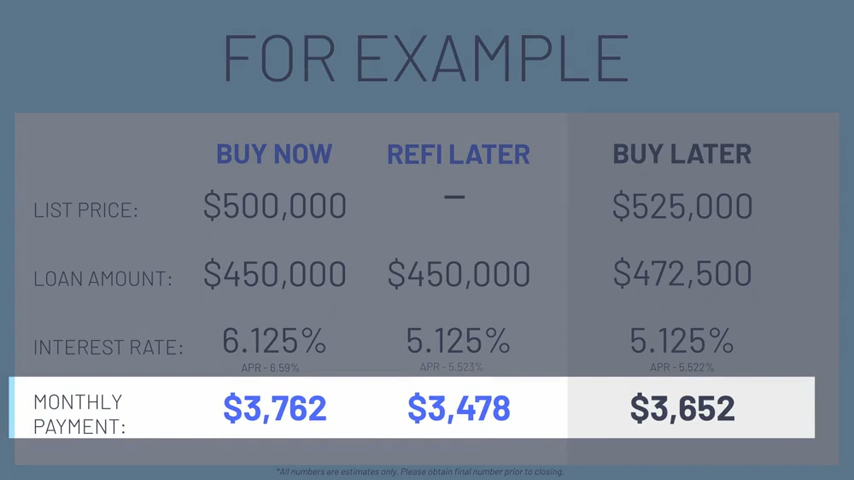 FOR EXAMPLE
BUY NOW REFI LATER BUY LATER
LIST PRICE: $500,000 – $525,000
LOAN AMOUNT: $450,000 $450,000 $472,500
INTEREST RATE: 6.125% 5.125% 5.125%
APR - 6.59% APR - 5.523% APR - 5.522%
MONTHLY
PAYMENT: $3,762 $3,478 $3,652
*All numbers are estimates only. Please obtain final number prior to closing.